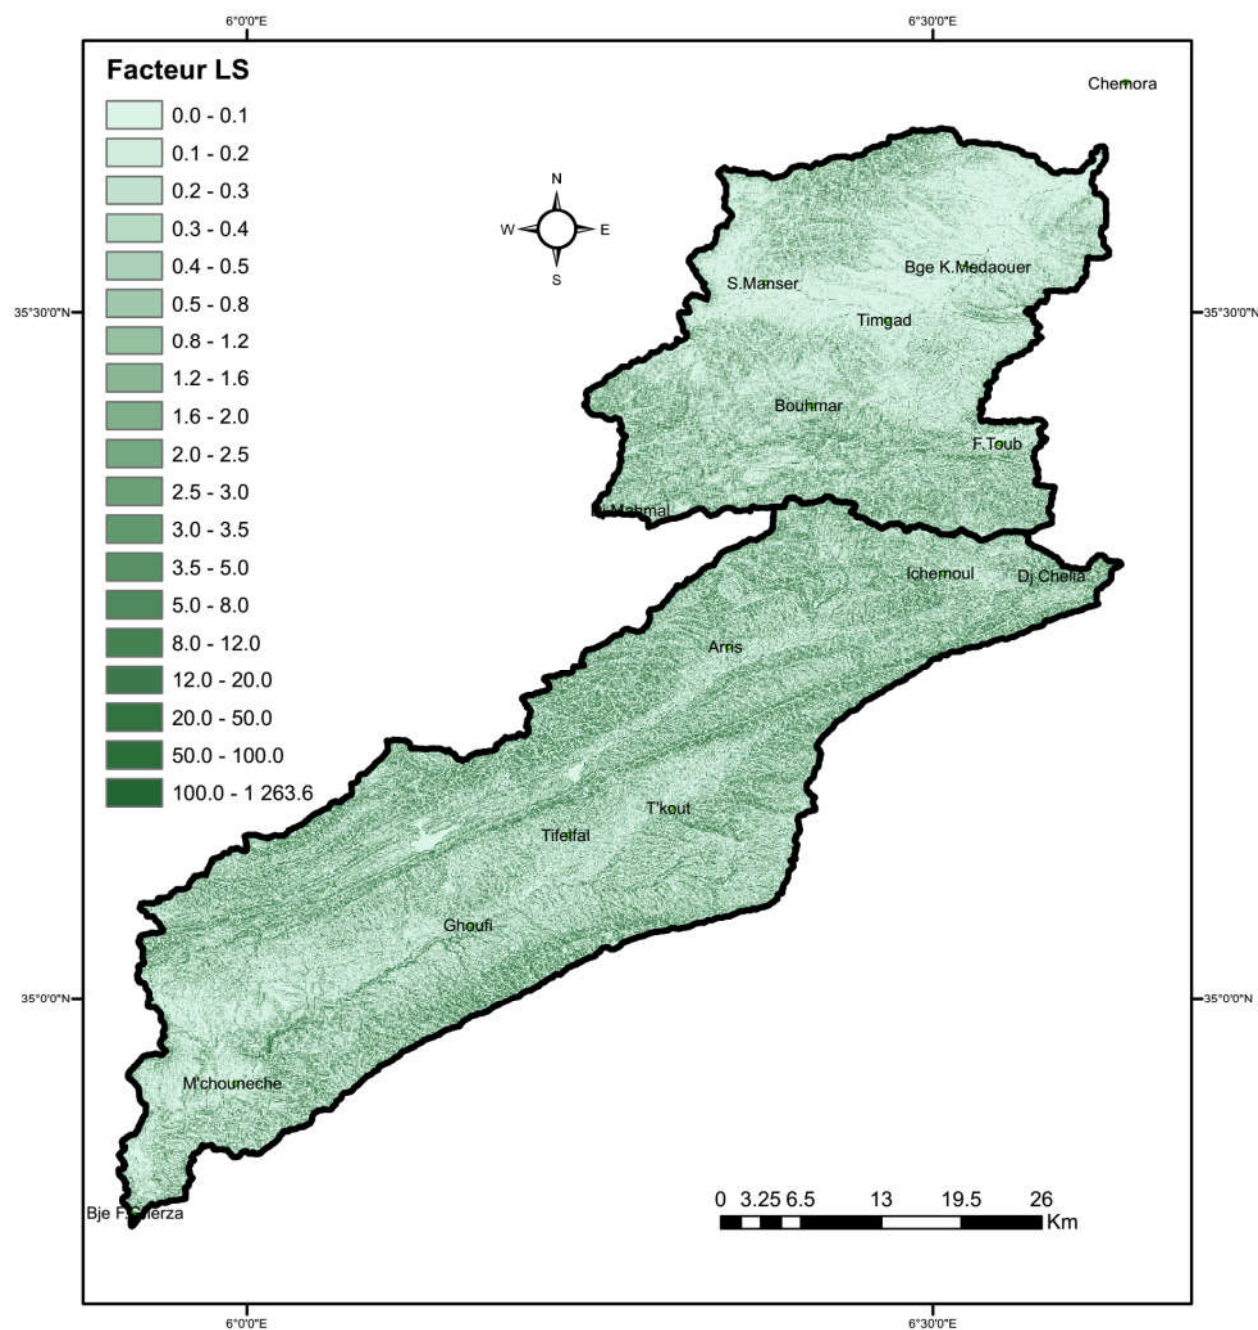 6°0'0"E
6°30'0"E
Facteur LS
0.0 - 0.1
0.1 - 0.2
0.2 - 0.3
0.3 - 0.4
0.4 - 0.5
0.5 - 0.8
0.8 - 1.2
1.2 - 1.6
1.6 - 2.0
2.0 - 2.5
2.5 - 3.0
3.0 - 3.5
3.5 - 5.0
5.0 - 8.0
8.0 - 12.0
12.0 - 20.0
20.0 - 50.0
50.0 - 100.0
100.0 - 1 263.6
N
W
E
S
Chemora
Bge K.Medaouer
S.Manser
35°30'0"N
35°30'0"N
Timgad
Bouhmar
F.Toub
Dj Mahmal
Ichemoul
Dj Chelia
Arris
T'kout
Tifelfal
Ghoufi
35°0'0"N
35°0'0"N
M'chouneche
Bje F.
0 3.25 6.5 13 19.5 26
Km
6°0'0"E
6°30'0"E